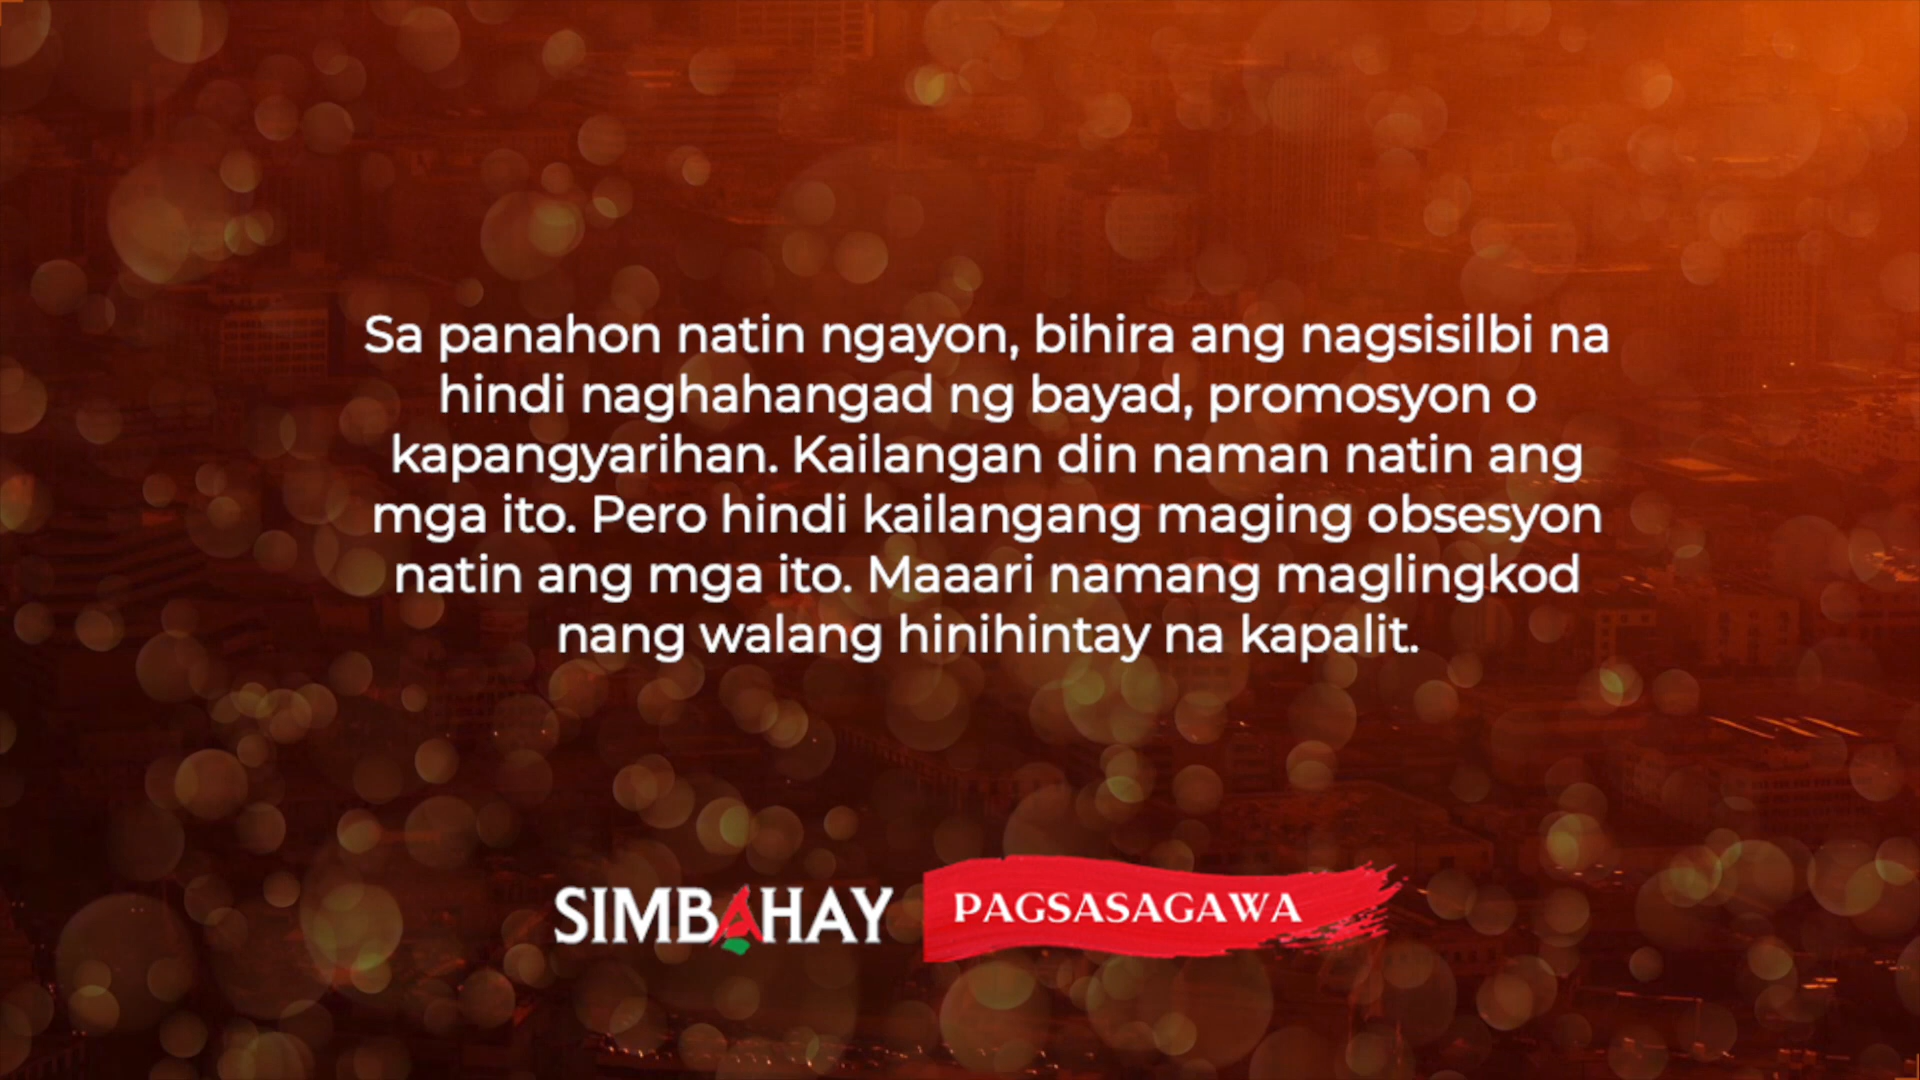 Sa panahon natin ngayon, bihira ang nagsisilbi na
hindi naghahangad ng bayad, promosyon o
kapangyarihan. Kailangan din naman natin ang
mga ito. Pero hindi kailangang maging obsesyon
natin ang mga ito. Maaari namang maglingkod
nang walang hinihintay na kapalit.
SIMBAHAY PAGSASAGAWA